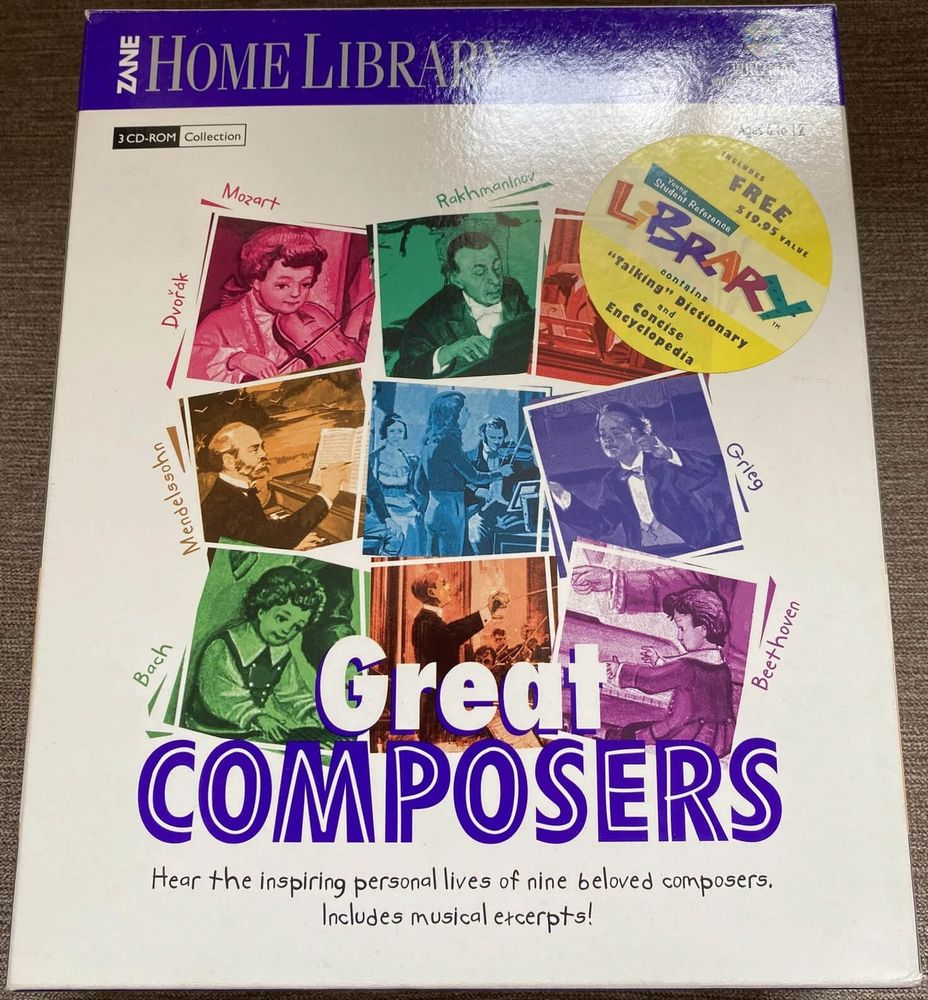 ZANE HOME LIBRARY
3 CD-ROM Collection
Ages 6 to 12
INCLUDES
FREE
$19.95 VALUE
Young
Student Reference
LiBRARY™
contains
"Talking" Dictionary
and
Concise
Encyclopedia
Mozart
Rakhmaninov
Dvořák
Mendelssohn
Grieg
Bach
Beethoven
Great
COMPOSERS
Hear the inspiring personal lives of nine beloved composers.
Includes musical excerpts!